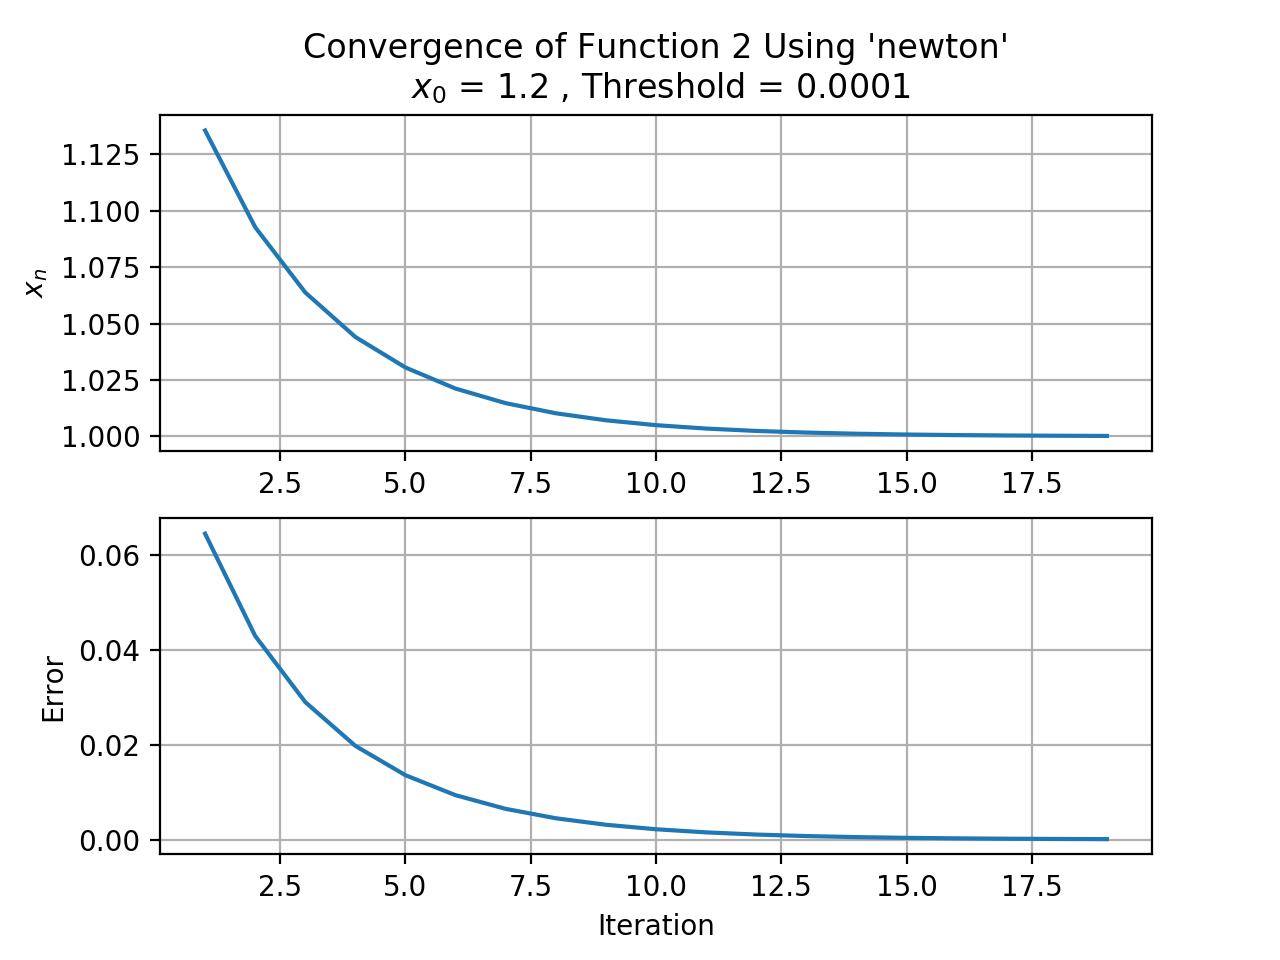 Convergence of Function 2 Using 'newton'
x₀ = 1.2 , Threshold = 0.0001
1.125
1.100
1.075
1.050
1.025
1.000
xₙ
2.5 5.0 7.5 10.0 12.5 15.0 17.5
0.06
0.04
0.02
0.00
Error
2.5 5.0 7.5 10.0 12.5 15.0 17.5
Iteration